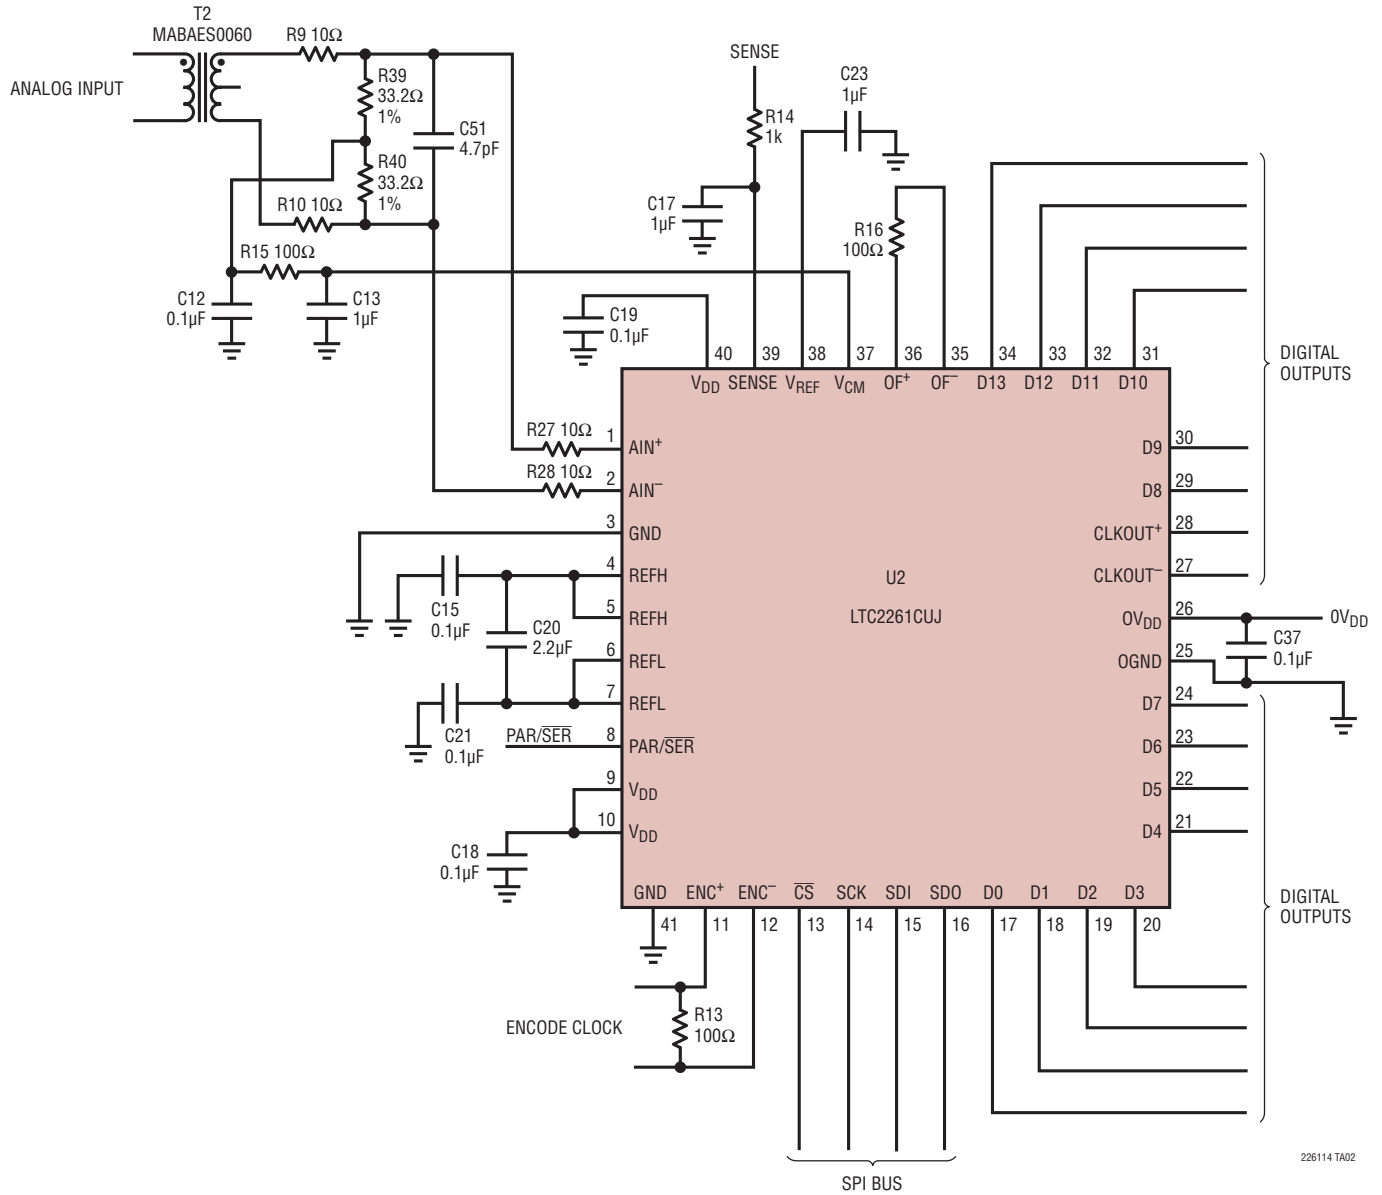 T2
MABAES0060
ANALOG INPUT
R9 10Ω
R39
33.2Ω
1%
C51
4.7pF
R40
33.2Ω
1%
R10 10Ω
R15 100Ω
C12
0.1µF
C13
1µF
SENSE
R14
1k
C17
1µF
C23
1µF
R16
100Ω
C19
0.1µF
40
39
38
37
36
35
34
33
32
31
VDD
SENSE
VREF
VCM
OF+
OF–
D13
D12
D11
D10
DIGITAL
OUTPUTS
R27 10Ω
1
AIN+
R28 10Ω
2
AIN–
3
GND
4
REFH
5
REFH
6
REFL
7
REFL
C15
0.1µF
C20
2.2µF
C21
0.1µF
PAR/SER
8
PAR/SER
9
VDD
10
VDD
C18
0.1µF
U2
LTC2261CUJ
D9
30
D8
29
CLKOUT+
28
CLKOUT–
27
OVDD
26
0VDD
OGND
25
C37
0.1µF
D7
24
D6
23
D5
22
D4
21
GND
ENC+
ENC–
CS
SCK
SDI
SDO
D0
D1
D2
D3
41
11
12
13
14
15
16
17
18
19
20
DIGITAL
OUTPUTS
ENCODE CLOCK
R13
100Ω
SPI BUS
226114 TA02